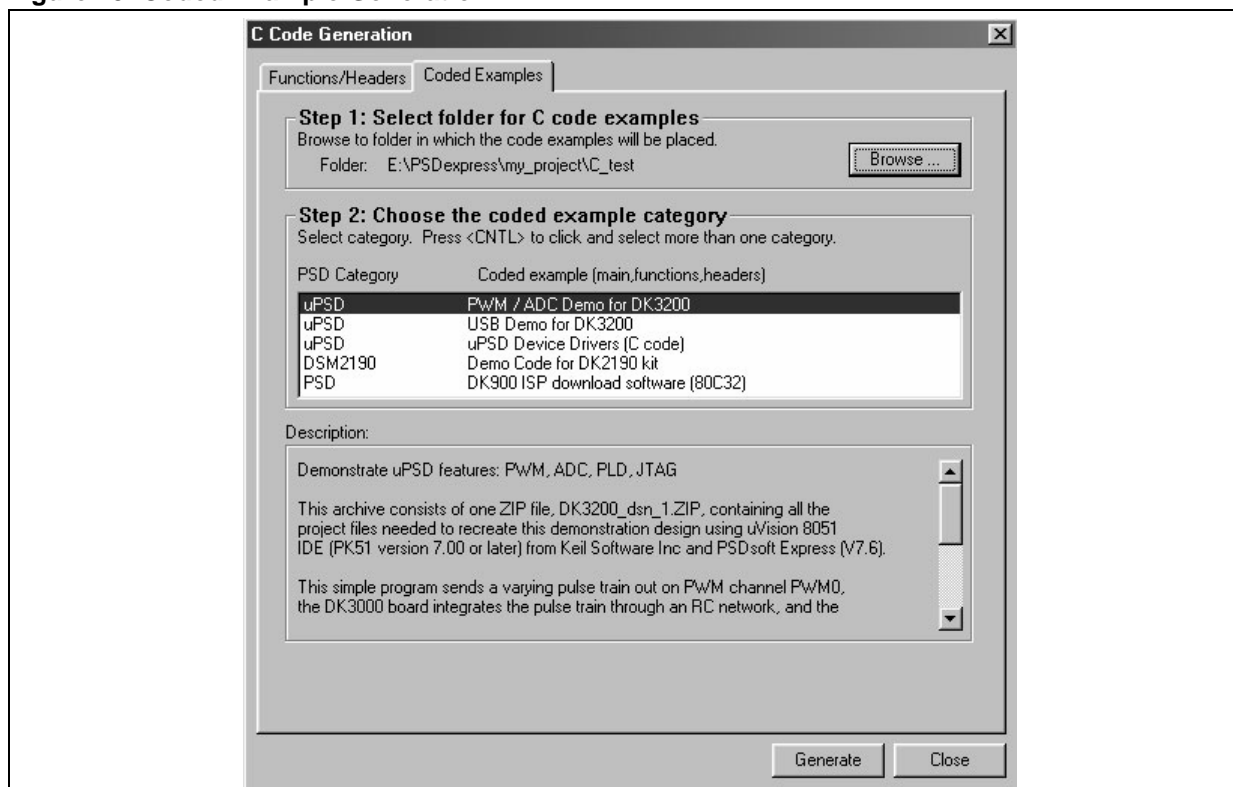 C Code Generation
Functions/Headers Coded Examples
Step 1: Select folder for C code examples
Browse to folder in which the code examples will be placed.
Folder: E:\PSDexpress\my_project\C_test
Browse ...
Step 2: Choose the coded example category
Select category. Press <CNTL> to click and select more than one category.
PSD Category Coded example (main,functions,headers)
uPSD PWM / ADC Demo for DK3200
uPSD USB Demo for DK3200
uPSD uPSD Device Drivers (C code)
DSM2190 Demo Code for DK2190 kit
PSD DK900 ISP download software (80C32)
Description:
Demonstrate uPSD features: PWM, ADC, PLD, JTAG
This archive consists of one ZIP file, DK3200_dsn_1.ZIP, containing all the
project files needed to recreate this demonstration design using uVision 8051
IDE (PK51 version 7.00 or later) from Keil Software Inc and PSDsoft Express (V7.6).
This simple program sends a varying pulse train out on PWM channel PWM0,
the DK3000 board integrates the pulse train through an RC network, and the
Generate Close